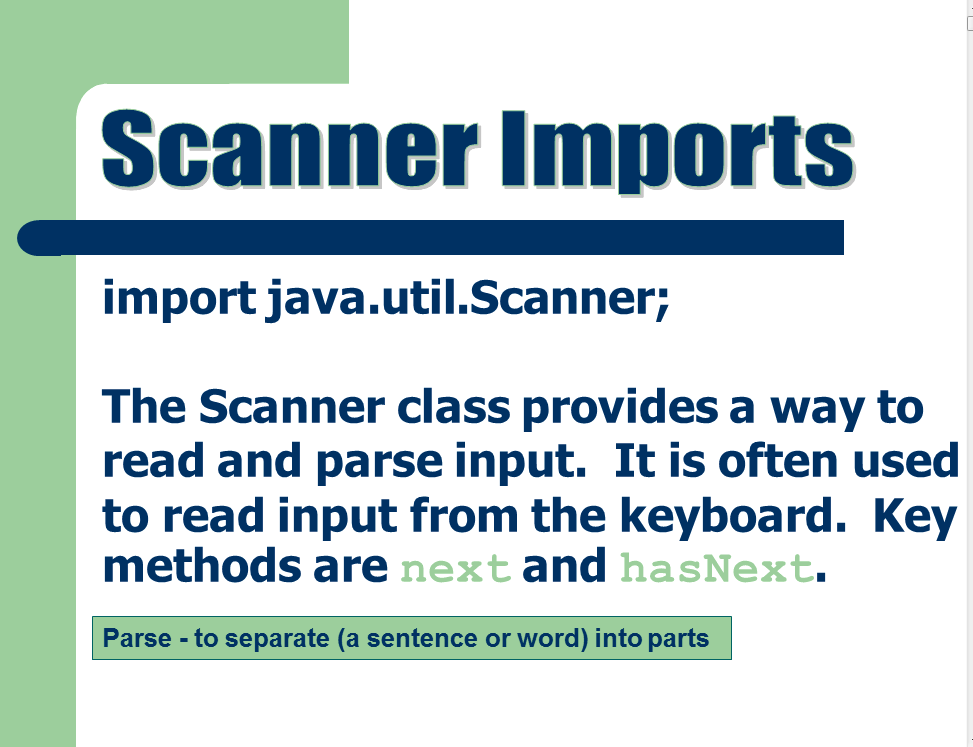 Scanner Imports
import java.util.Scanner;
The Scanner class provides a way to
read and parse input.  It is often used
to read input from the keyboard.  Key
methods are next and hasNext.
Parse - to separate (a sentence or word) into parts